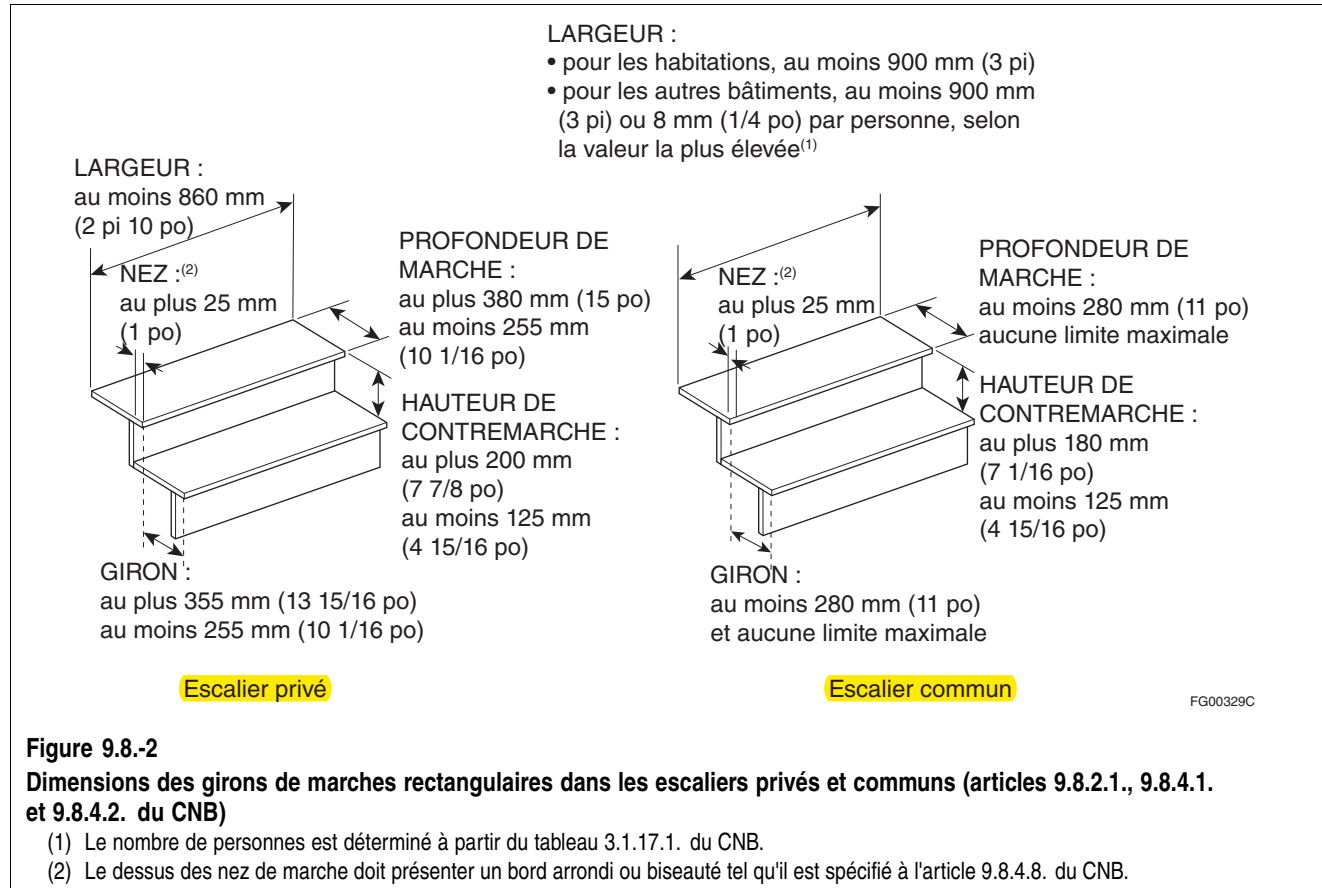 LARGEUR :
• pour les habitations, au moins 900 mm (3 pi)
• pour les autres bâtiments, au moins 900 mm
(3 pi) ou 8 mm (1/4 po) par personne, selon
la valeur la plus élevée(1)
LARGEUR :
au moins 860 mm
(2 pi 10 po)
NEZ :(2)
au plus 25 mm
(1 po)
PROFONDEUR DE
MARCHE :
au plus 380 mm (15 po)
au moins 255 mm
(10 1/16 po)
HAUTEUR DE
CONTREMARCHE :
au plus 200 mm
(7 7/8 po)
au moins 125 mm
(4 15/16 po)
GIRON :
au plus 355 mm (13 15/16 po)
au moins 255 mm (10 1/16 po)
Escalier privé
NEZ :(2)
au plus 25 mm
(1 po)
PROFONDEUR DE
MARCHE :
au moins 280 mm (11 po)
aucune limite maximale
HAUTEUR DE
CONTREMARCHE :
au plus 180 mm
(7 1/16 po)
au moins 125 mm
(4 15/16 po)
GIRON :
au moins 280 mm (11 po)
et aucune limite maximale
Escalier commun
FG00329C
Figure 9.8.-2
Dimensions des girons de marches rectangulaires dans les escaliers privés et communs (articles 9.8.2.1., 9.8.4.1.
et 9.8.4.2. du CNB)
(1) Le nombre de personnes est déterminé à partir du tableau 3.1.17.1. du CNB.
(2) Le dessus des nez de marche doit présenter un bord arrondi ou biseauté tel qu'il est spécifié à l'article 9.8.4.8. du CNB.